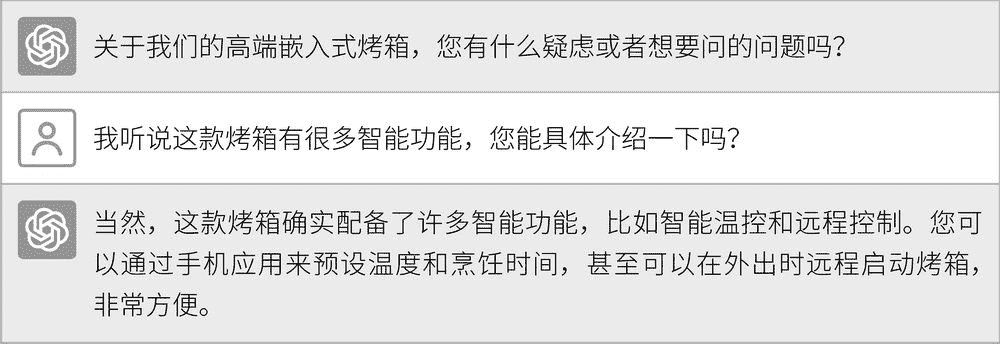 关于我们的高端嵌入式烤箱，您有什么疑虑或者想要问的问题吗？
我听说这款烤箱有很多智能功能，您能具体介绍一下吗？
当然，这款烤箱确实配备了许多智能功能，比如智能温控和远程控制。您可
以通过手机应用来预设温度和烹饪时间，甚至可以在外出时远程启动烤箱，
非常方便。